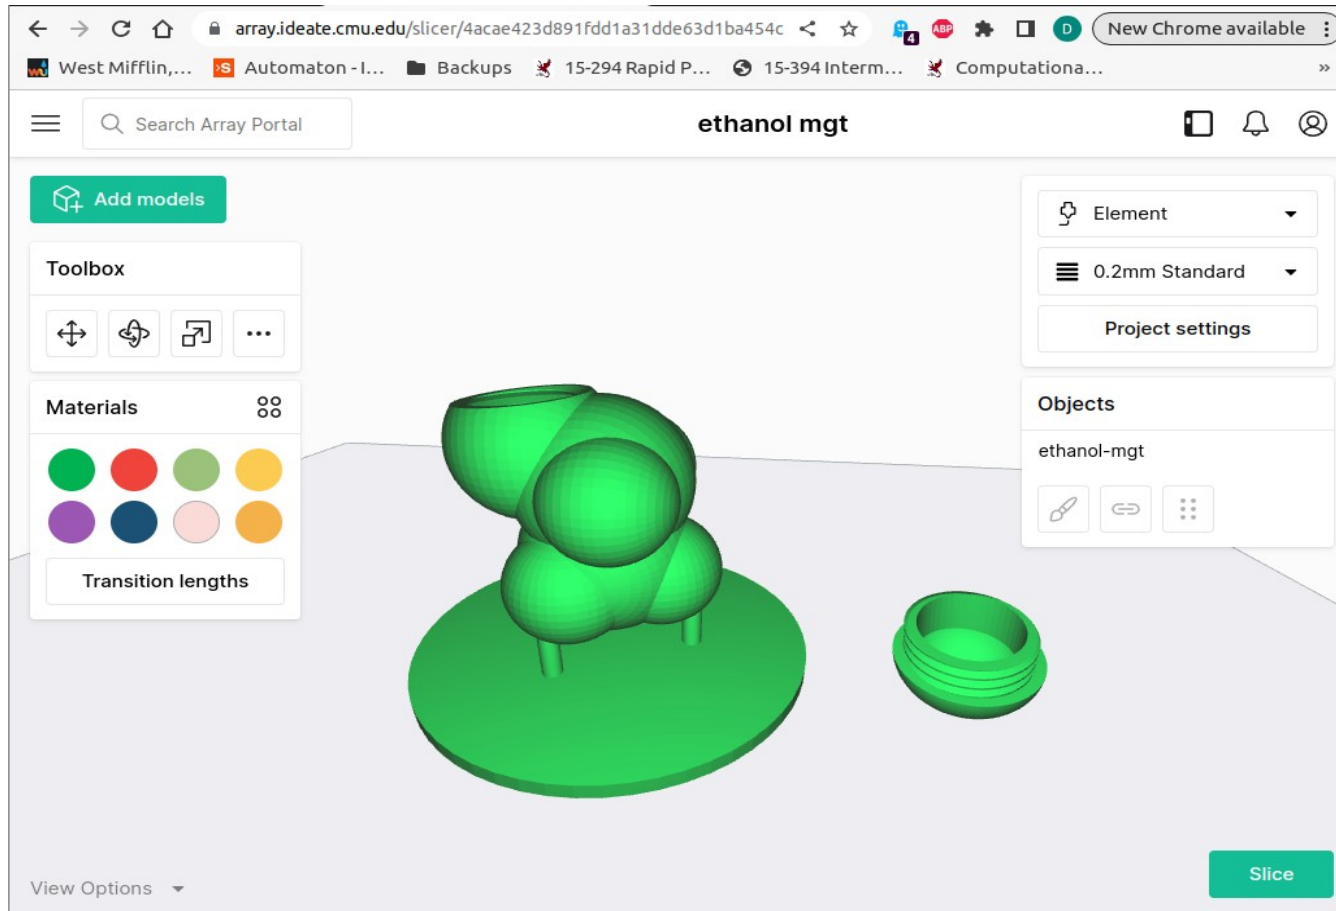 array.ideate.cmu.edu/slicer/4acae423d891fdd1a31dde63d1ba454c
4
ABP
D
New Chrome available
West Mifflin,...
Automaton - I...
Backups
15-294 Rapid P...
15-394 Interm...
Computationa...
»
Search Array Portal
ethanol mgt
Add models
Toolbox
Materials
Transition lengths
Element
0.2mm Standard
Project settings
Objects
ethanol-mgt
View Options
Slice